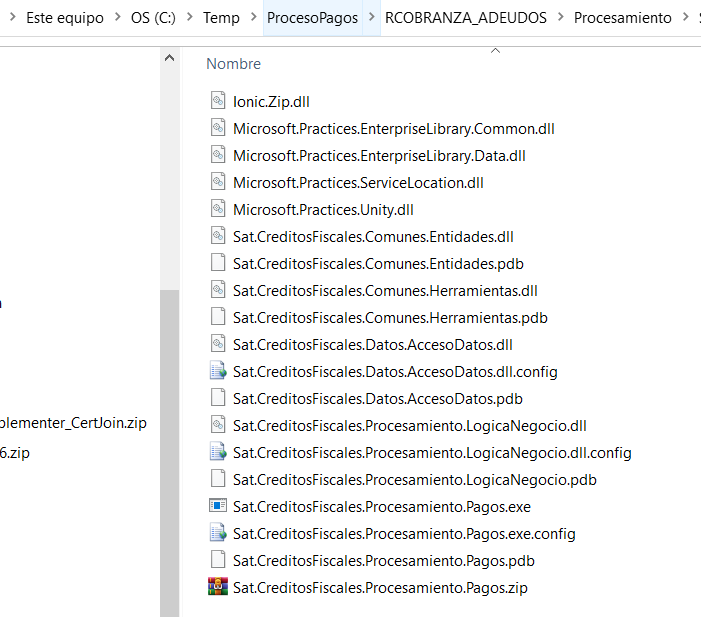 Este equipo > OS (C:) > Temp > ProcesoPagos > RCOBRANZA_ADEUDOS > Procesamiento >
Nombre
Ionic.Zip.dll
Microsoft.Practices.EnterpriseLibrary.Common.dll
Microsoft.Practices.EnterpriseLibrary.Data.dll
Microsoft.Practices.ServiceLocation.dll
Microsoft.Practices.Unity.dll
Sat.CreditosFiscales.Comunes.Entidades.dll
Sat.CreditosFiscales.Comunes.Entidades.pdb
Sat.CreditosFiscales.Comunes.Herramientas.dll
Sat.CreditosFiscales.Comunes.Herramientas.pdb
Sat.CreditosFiscales.Datos.AccesoDatos.dll
Sat.CreditosFiscales.Datos.AccesoDatos.dll.config
Sat.CreditosFiscales.Datos.AccesoDatos.pdb
plementer_CertJoin.zip
Sat.CreditosFiscales.Procesamiento.LogicaNegocio.dll
6.zip
Sat.CreditosFiscales.Procesamiento.LogicaNegocio.dll.config
Sat.CreditosFiscales.Procesamiento.LogicaNegocio.pdb
Sat.CreditosFiscales.Procesamiento.Pagos.exe
Sat.CreditosFiscales.Procesamiento.Pagos.exe.config
Sat.CreditosFiscales.Procesamiento.Pagos.pdb
Sat.CreditosFiscales.Procesamiento.Pagos.zip